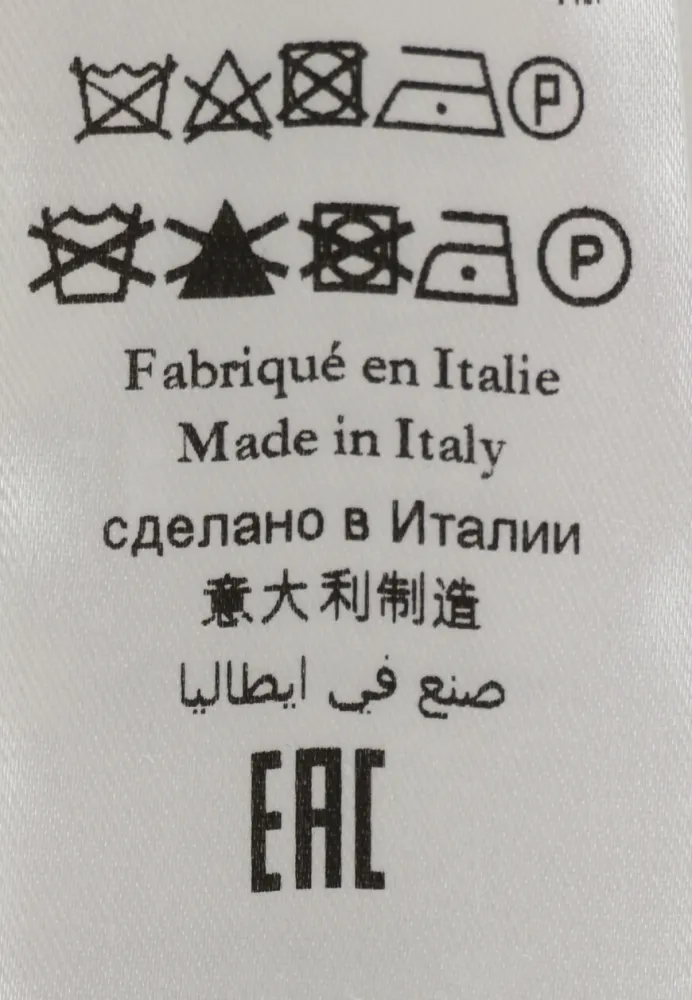 P
P
Fabriqué en Italie
Made in Italy
сделано в Италии
意大利制造
صنع في ايطاليا
EAC